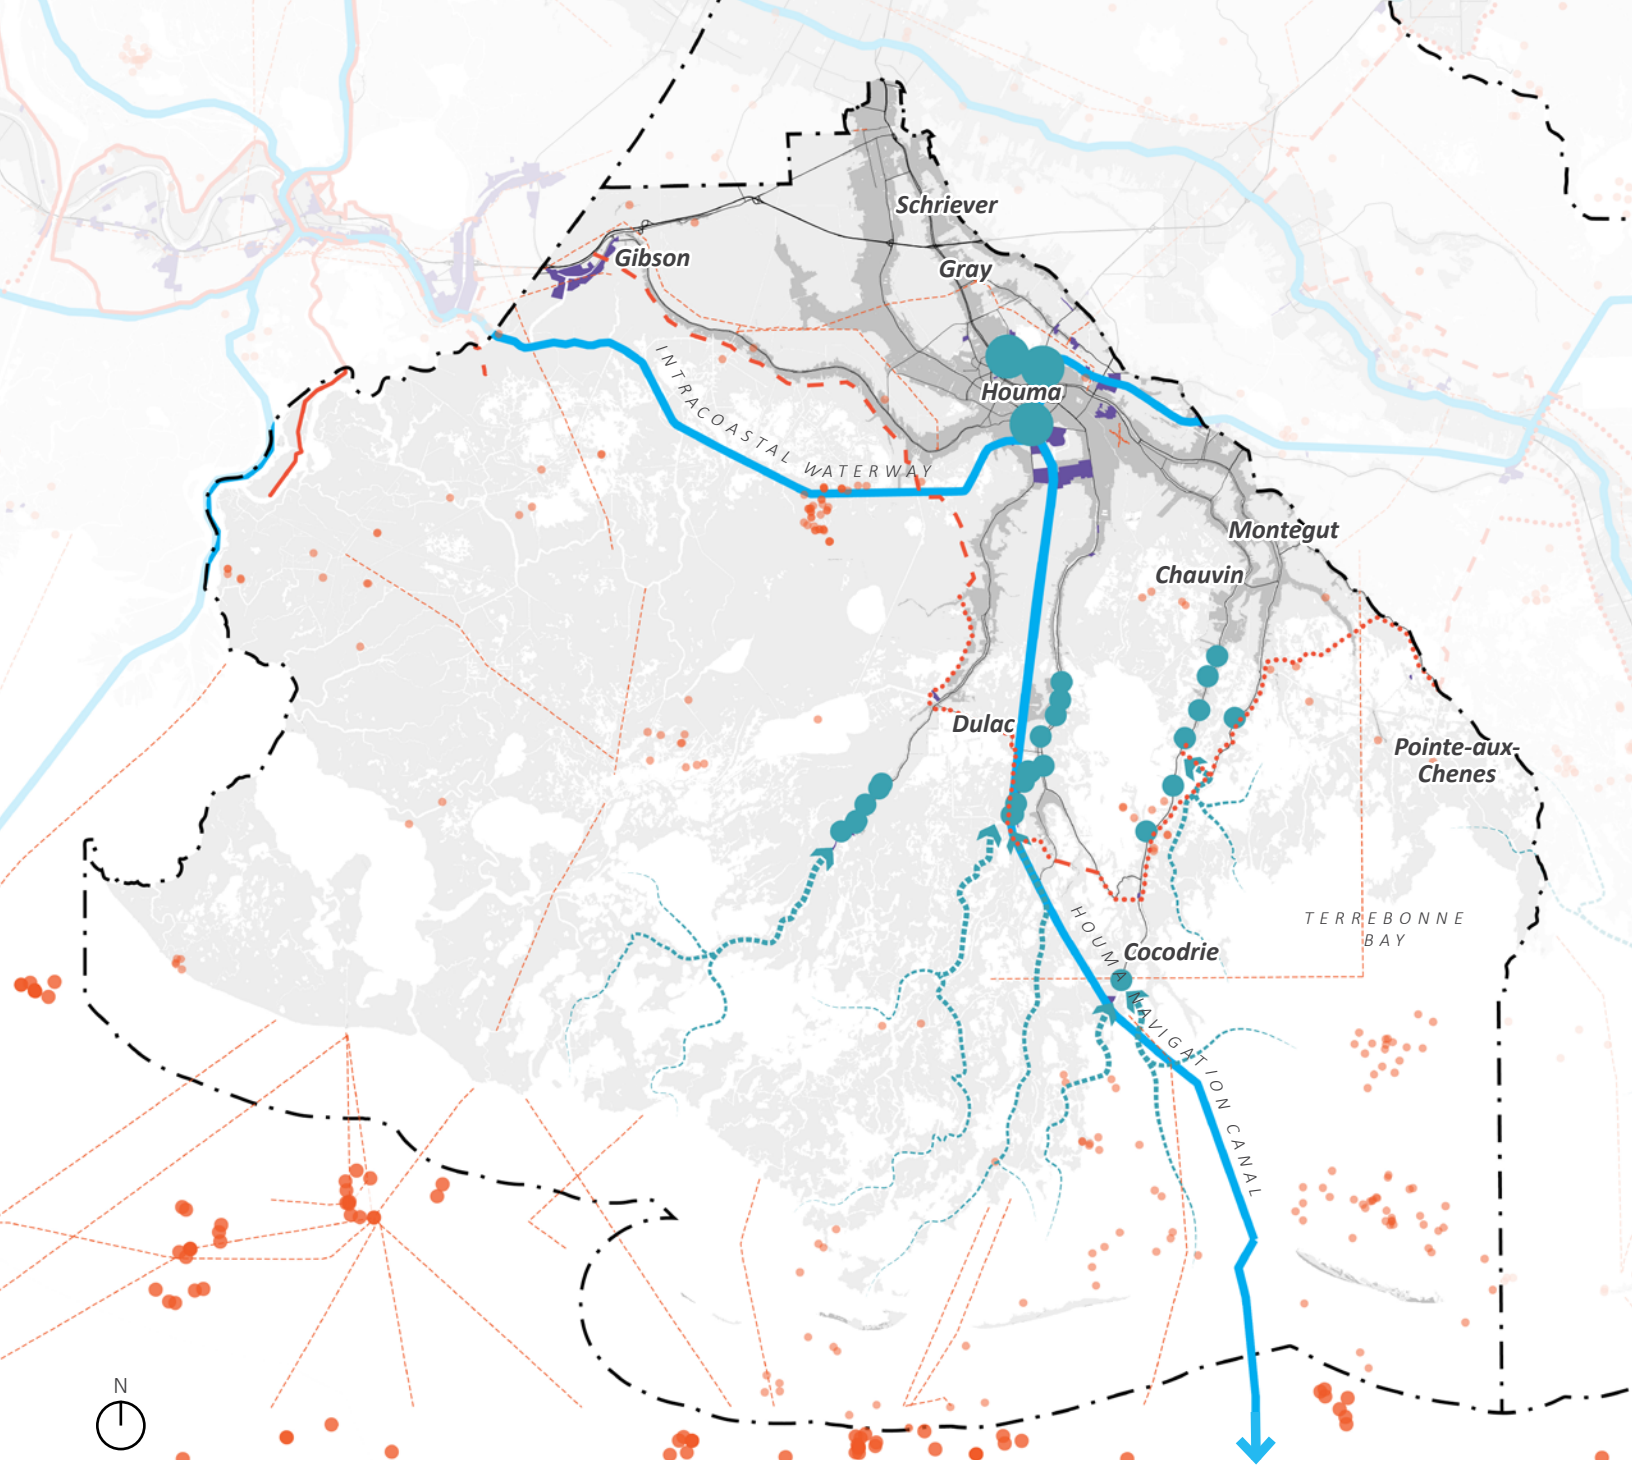 Schriever
Gibson
Gray
INTRACOASTAL WATERWAY
Houma
Montegut
Chauvin
Dulac
Pointe-aux-
Chenes
TERREBONNE
BAY
Cocodrie
HOUMA NAVIGATION CANAL
N